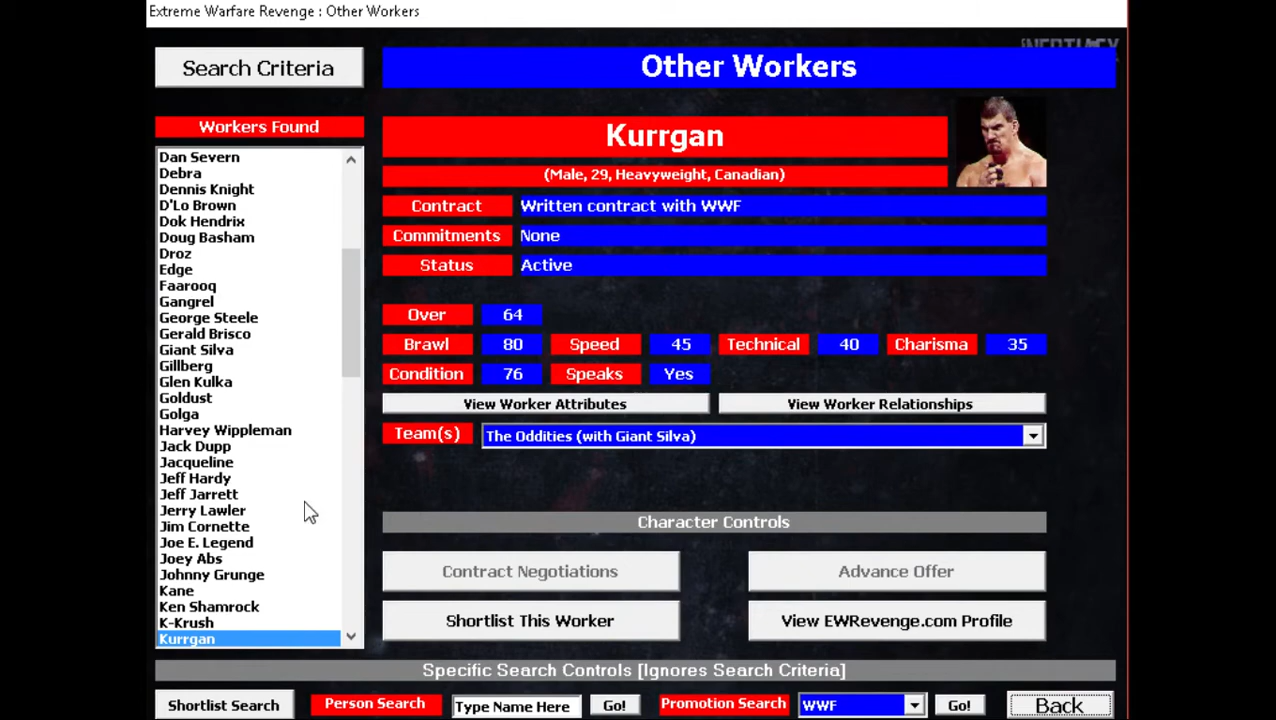 Extreme Warfare Revenge : Other Workers
Search Criteria
Other Workers
Workers Found
Kurrgan
(Male, 29, Heavyweight, Canadian)
Dan Severn
Debra
Dennis Knight
D'Lo Brown
Dok Hendrix
Doug Basham
Droz
Edge
Faarooq
Gangrel
George Steele
Gerald Brisco
Giant Silva
Gillberg
Glen Kulka
Goldust
Golga
Harvey Wippleman
Jack Dupp
Jacqueline
Jeff Hardy
Jeff Jarrett
Jerry Lawler
Jim Cornette
Joe E. Legend
Joey Abs
Johnny Grunge
Kane
Ken Shamrock
K-Krush
Kurrgan
Contract Written contract with WWF
Commitments None
Status Active
Over 64
Brawl 80 Speed 45 Technical 40 Charisma 35
Condition 76 Speaks Yes
View Worker Attributes View Worker Relationships
Team(s) The Oddities (with Giant Silva)
Character Controls
Contract Negotiations Advance Offer
Shortlist This Worker View EWRevenge.com Profile
Specific Search Controls [Ignores Search Criteria]
Shortlist Search Person Search Type Name Here Go! Promotion Search WWF Go! Back